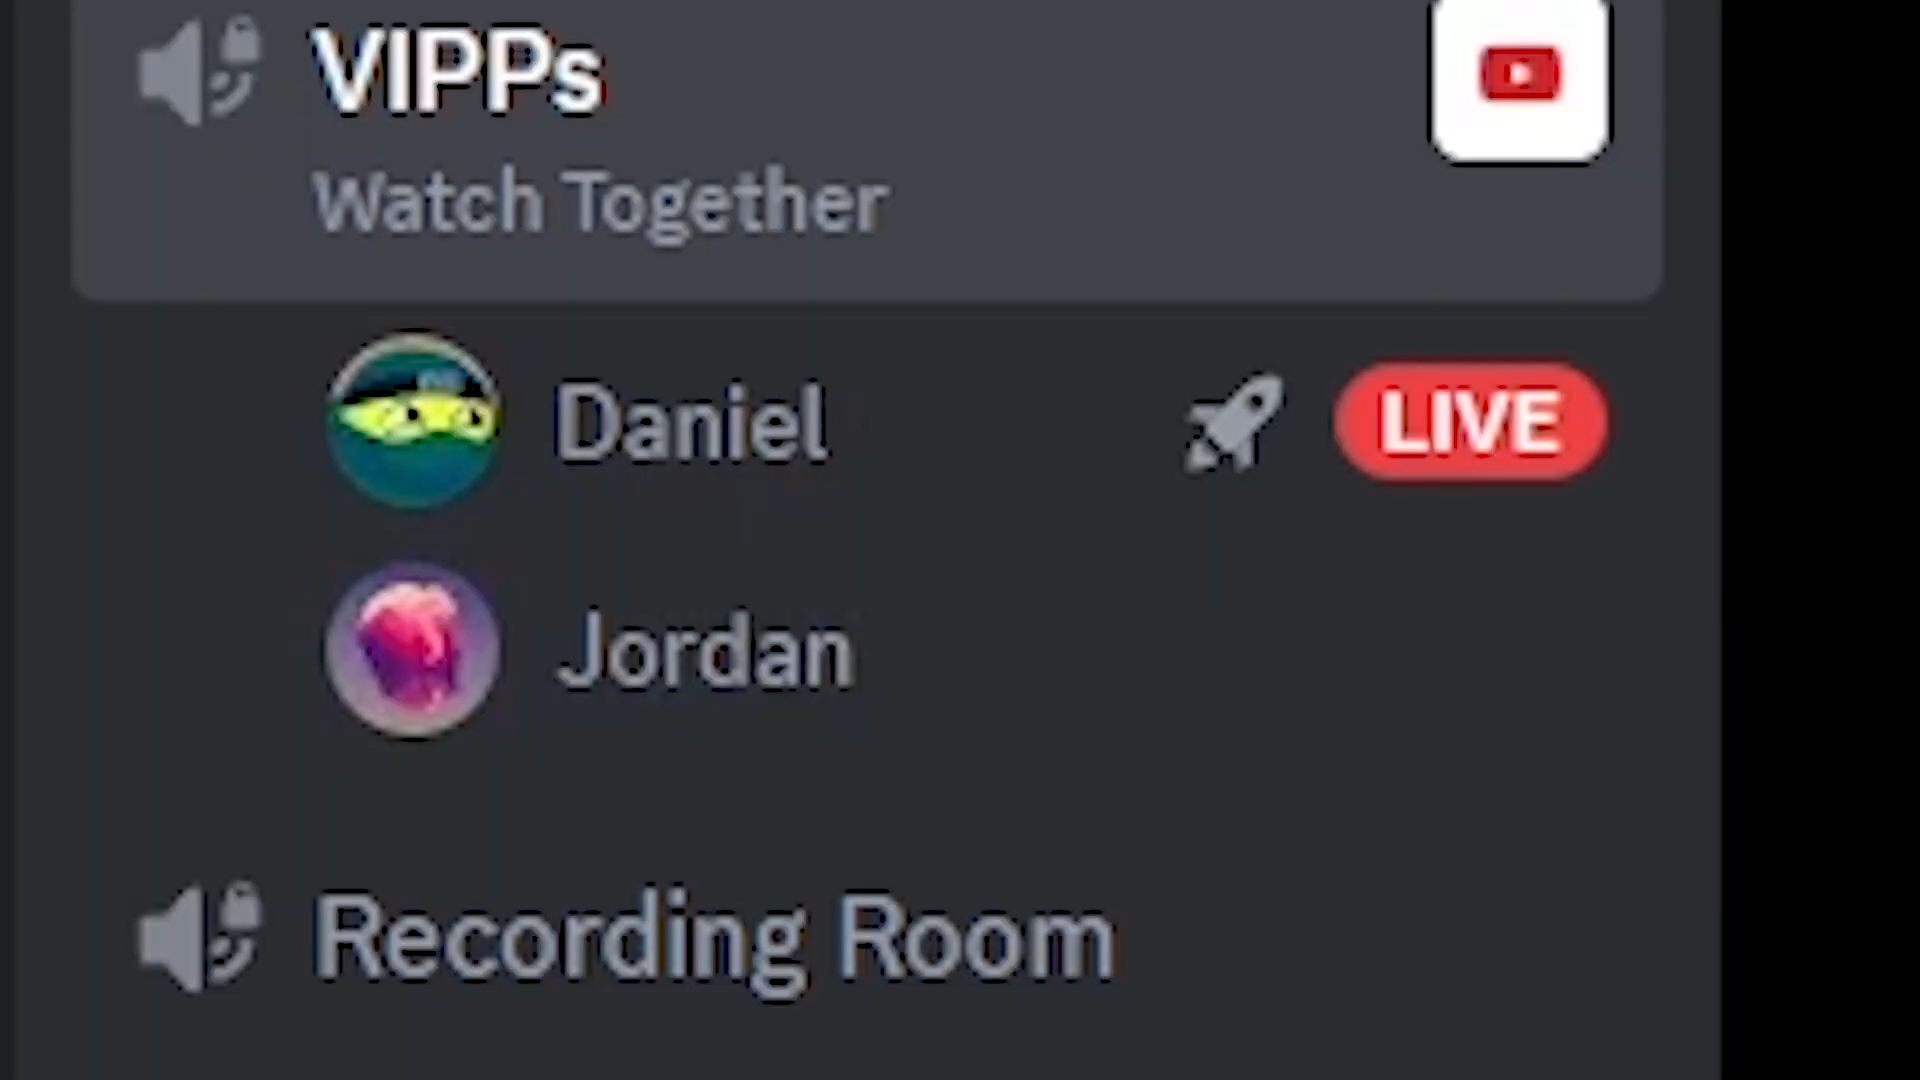 VIPPs
Watch Together
Daniel
LIVE
Jordan
Recording Room